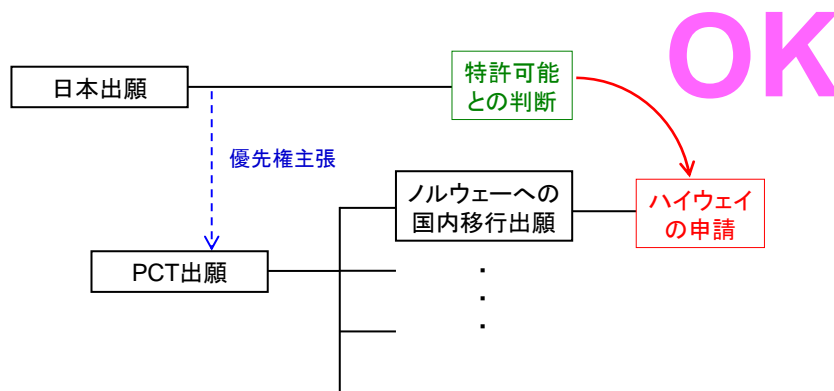 OK
日本出願
特許可能
との判断
優先権主張
ノルウェーへの
国内移行出願
ハイウェイ
の申請
PCT出願
・
・
・